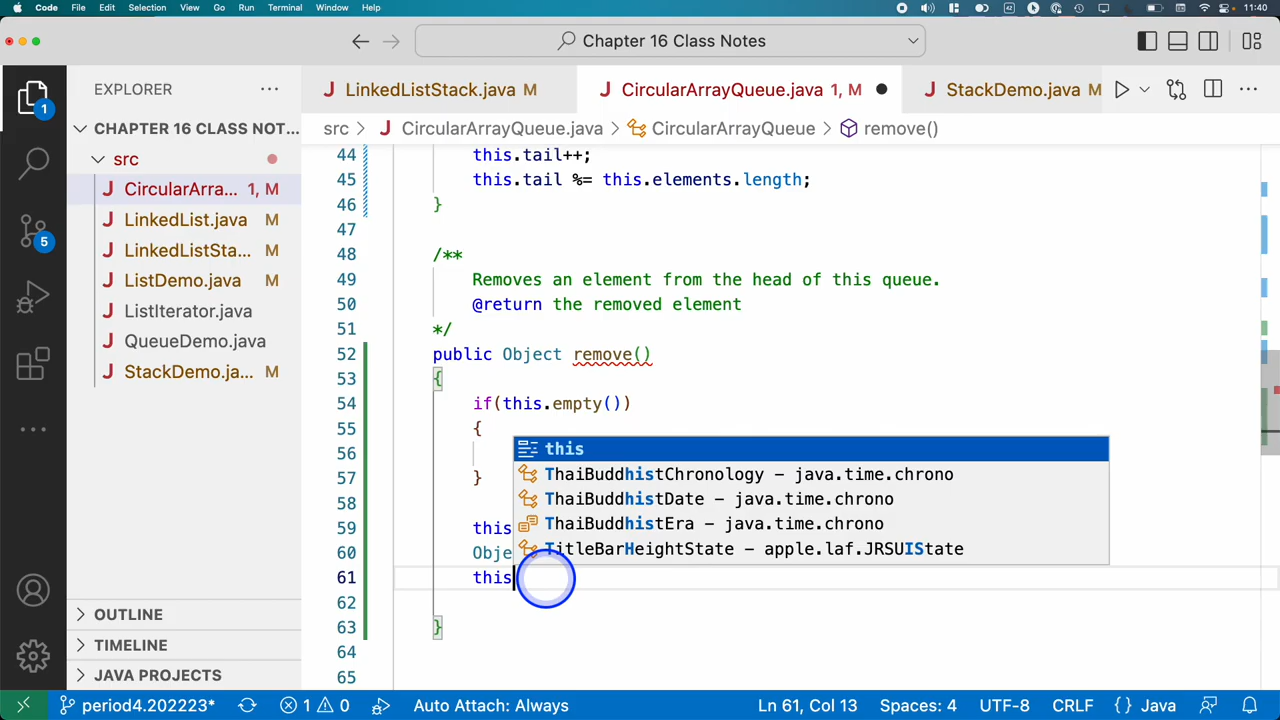 Code File Edit Selection View Go Run Terminal Window Help 11:40
Chapter 16 Class Notes
EXPLORER
LinkedListStack.java M
CircularArrayQueue.java 1, M
StackDemo.java M
src > CircularArrayQueue.java > CircularArrayQueue > remove()
1
5
CHAPTER 16 CLASS NOT...
src
CircularArra... 1, M
LinkedList.java M
LinkedListSta... M
ListDemo.java M
ListIterator.java
QueueDemo.java
StackDemo.ja... M
OUTLINE
TIMELINE
JAVA PROJECTS
44 this.tail++;
45 this.tail %= this.elements.length;
46 }
47
48 /**
49 Removes an element from the head of this queue.
50 @return the removed element
51 */
52 public Object remove()
53 {
54 if(this.empty())
55 {
56
57 }
58
59 this
60 Obje
61 this
62
63 }
64
65
this
ThaiBuddhistChronology – java.time.chrono
ThaiBuddhistDate – java.time.chrono
ThaiBuddhistEra – java.time.chrono
TitleBarHeightState – apple.laf.JRSUIState
period4.202223* 1 0 Auto Attach: Always Ln 61, Col 13 Spaces: 4 UTF-8 CRLF {} Java